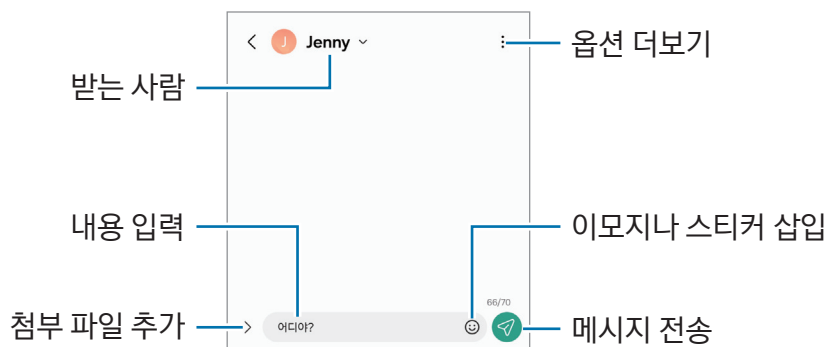 J Jenny
옵션 더보기
받는 사람
내용 입력
이모지나 스티커 삽입
66/70
첨부 파일 추가
어디야?
메시지 전송